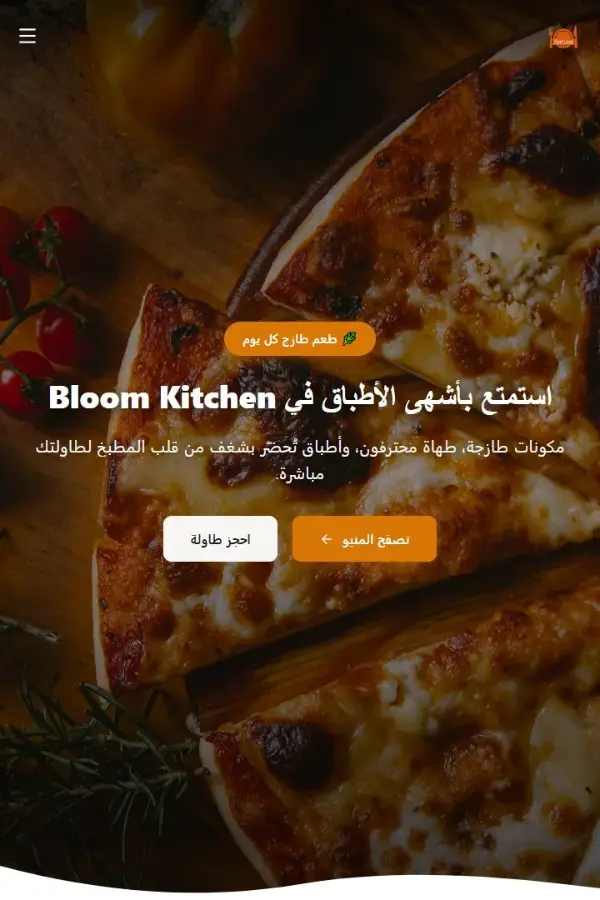 طعم طازج كل يوم
استمتع بأشهى الأطباق في Bloom Kitchen
مكونات طازجة، طهاة محترفون، وأطباق تُحضّر بشغف من قلب المطبخ لطاولتك
مباشرة.
تصفح المنيو ←
احجز طاولة